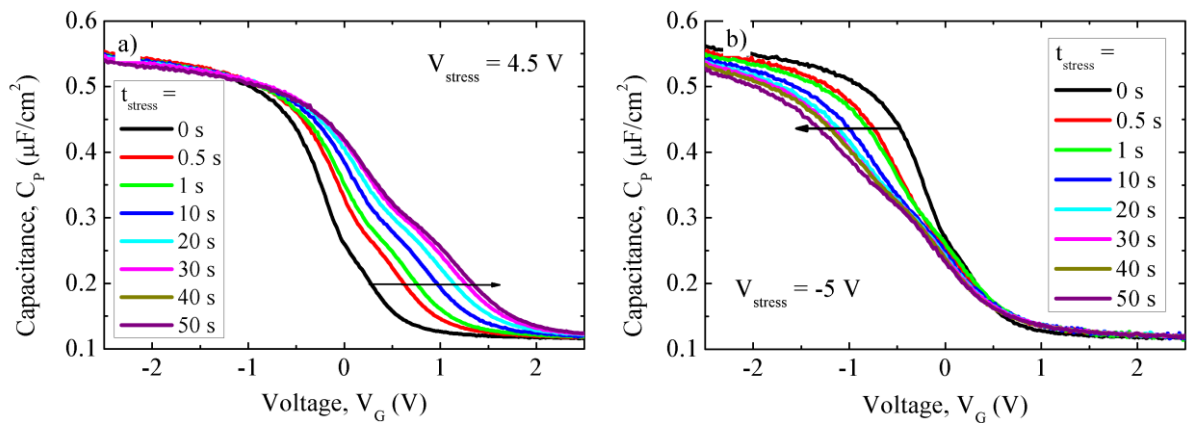 a)
V_stress = 4.5 V
t_stress =
0 s
0.5 s
1 s
10 s
20 s
30 s
40 s
50 s
0.6
0.5
0.4
0.3
0.2
0.1
-2
-1
0
1
2
Capacitance, C_P (μF/cm²)
Voltage, V_G (V)
b)
t_stress =
0 s
0.5 s
1 s
10 s
20 s
30 s
40 s
50 s
V_stress = -5 V
0.6
0.5
0.4
0.3
0.2
0.1
-2
-1
0
1
2
Capacitance, C_P (μF/cm²)
Voltage, V_G (V)